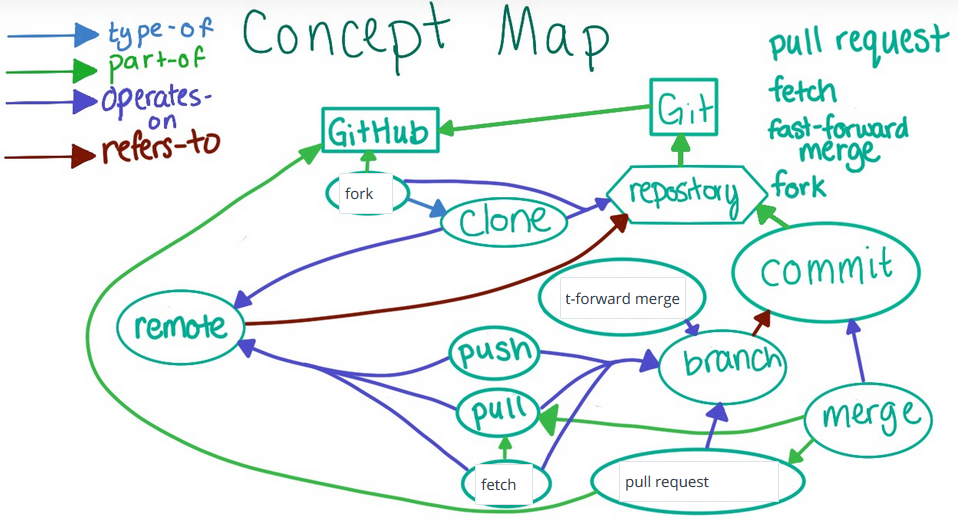 Concept Map
type-of
part-of
operates-
on
refers-to
pull request
fetch
fast-forward
merge
fork
GitHub
Git
fork
clone
repository
commit
t-forward merge
remote
push
branch
pull
merge
fetch
pull request